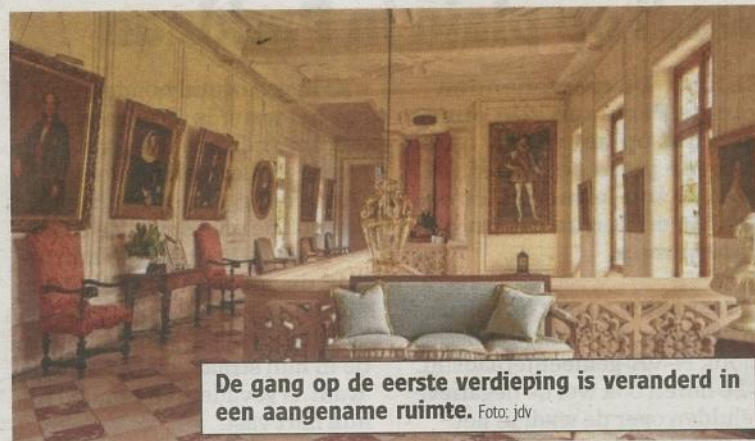 De gang op de eerste verdieping is veranderd in
een aangename ruimte. Foto: jdv